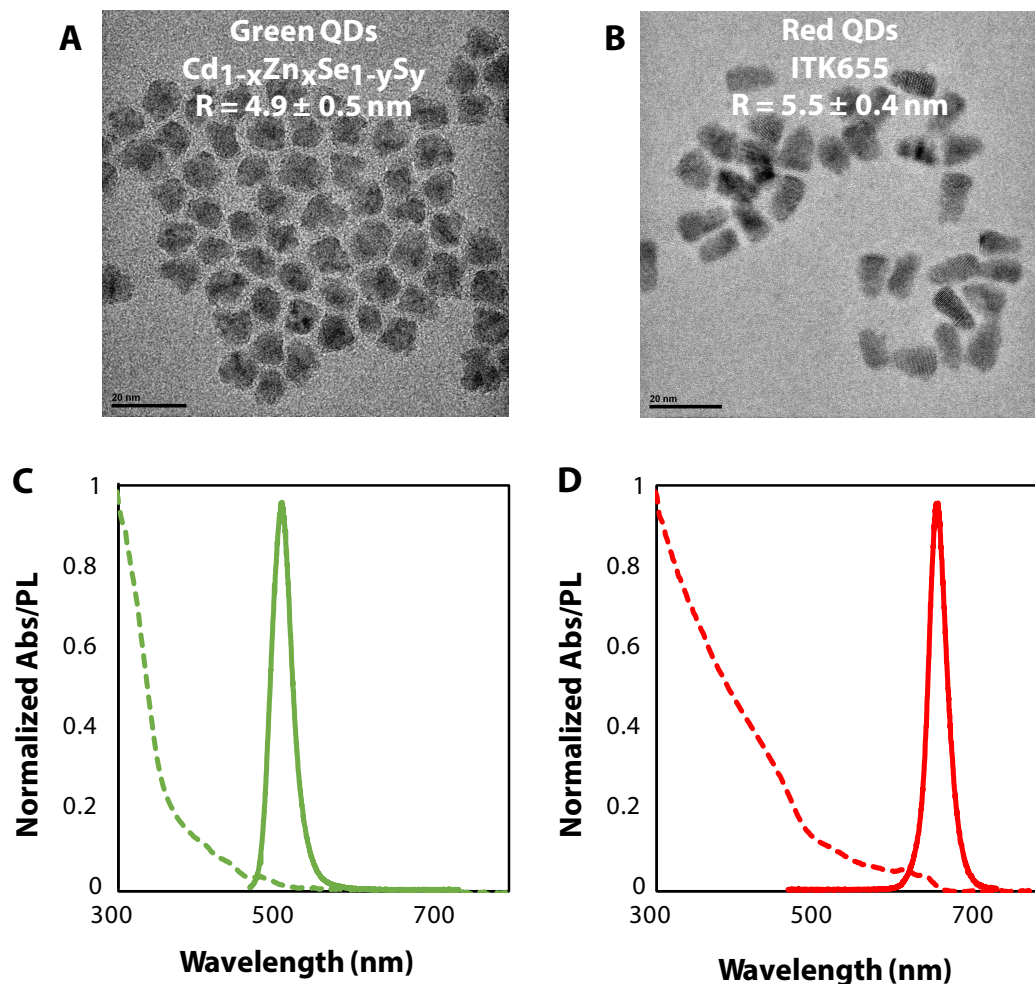 A
Green QDs
Cd1-xZnxSe1-ySy
R = 4.9 ± 0.5 nm
20 nm
B
Red QDs
ITK655
R = 5.5 ± 0.4 nm
20 nm
C
Normalized Abs/PL
1
0.8
0.6
0.4
0.2
0
300
500
700
Wavelength (nm)
D
Normalized Abs/PL
1
0.8
0.6
0.4
0.2
0
300
500
700
Wavelength (nm)